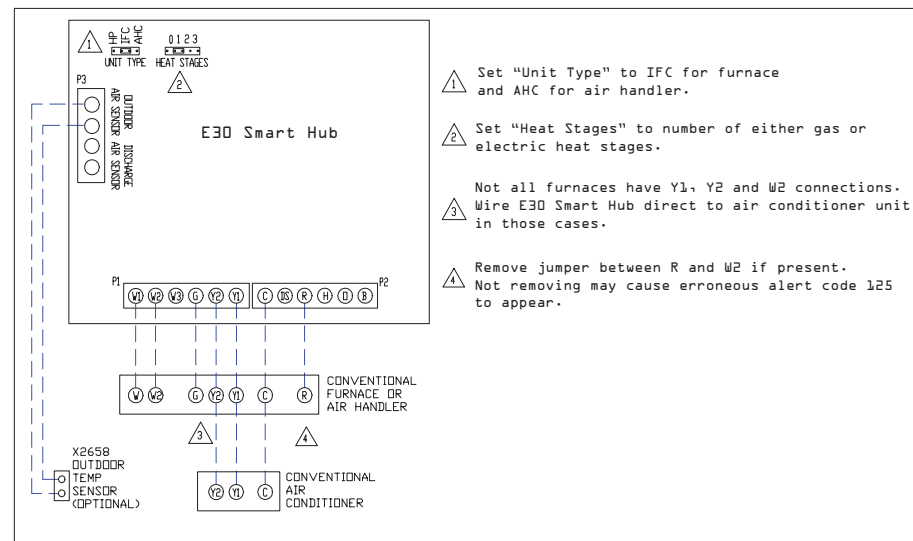 HP
IFC
AHC
UNIT TYPE
0 1 2 3
HEAT STAGES
1
2
P3
OUTDOOR
AIR SENSOR
DISCHARGE
AIR SENSOR
E30 Smart Hub
P1
W1 W2 W3 G Y2 Y1
P2
C DS R H O B
W W2 G Y2 Y1 C R
CONVENTIONAL
FURNACE OR
AIR HANDLER
3
4
X2658
OUTDOOR
TEMP
SENSOR
(OPTIONAL)
Y2 Y1 C
CONVENTIONAL
AIR
CONDITIONER
1
Set "Unit Type" to IFC for furnace
and AHC for air handler.
2
Set "Heat Stages" to number of either gas or
electric heat stages.
3
Not all furnaces have Y1, Y2 and W2 connections.
Wire E30 Smart Hub direct to air conditioner unit
in those cases.
4
Remove jumper between R and W2 if present.
Not removing may cause erroneous alert code 125
to appear.